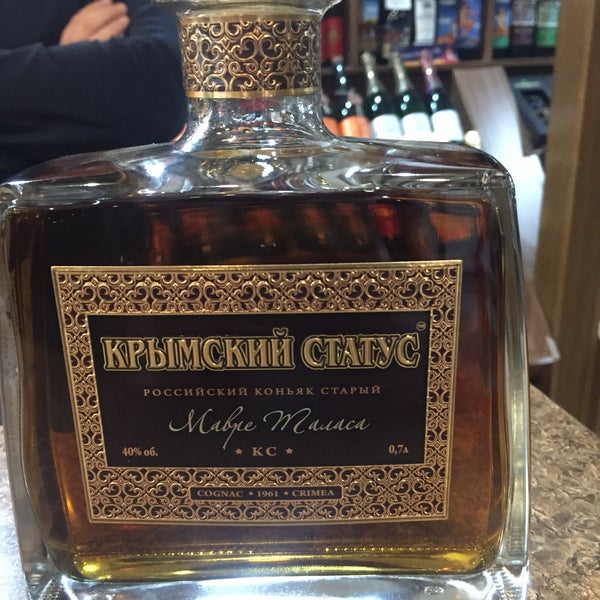 КРЫМСКИЙ СТАТУС
РОССИЙСКИЙ КОНЬЯК СТАРЫЙ
Мавре Таласа
40% об. ★ КС ★ 0,7л
COGNAC ★ 1961 ★ CRIMEA